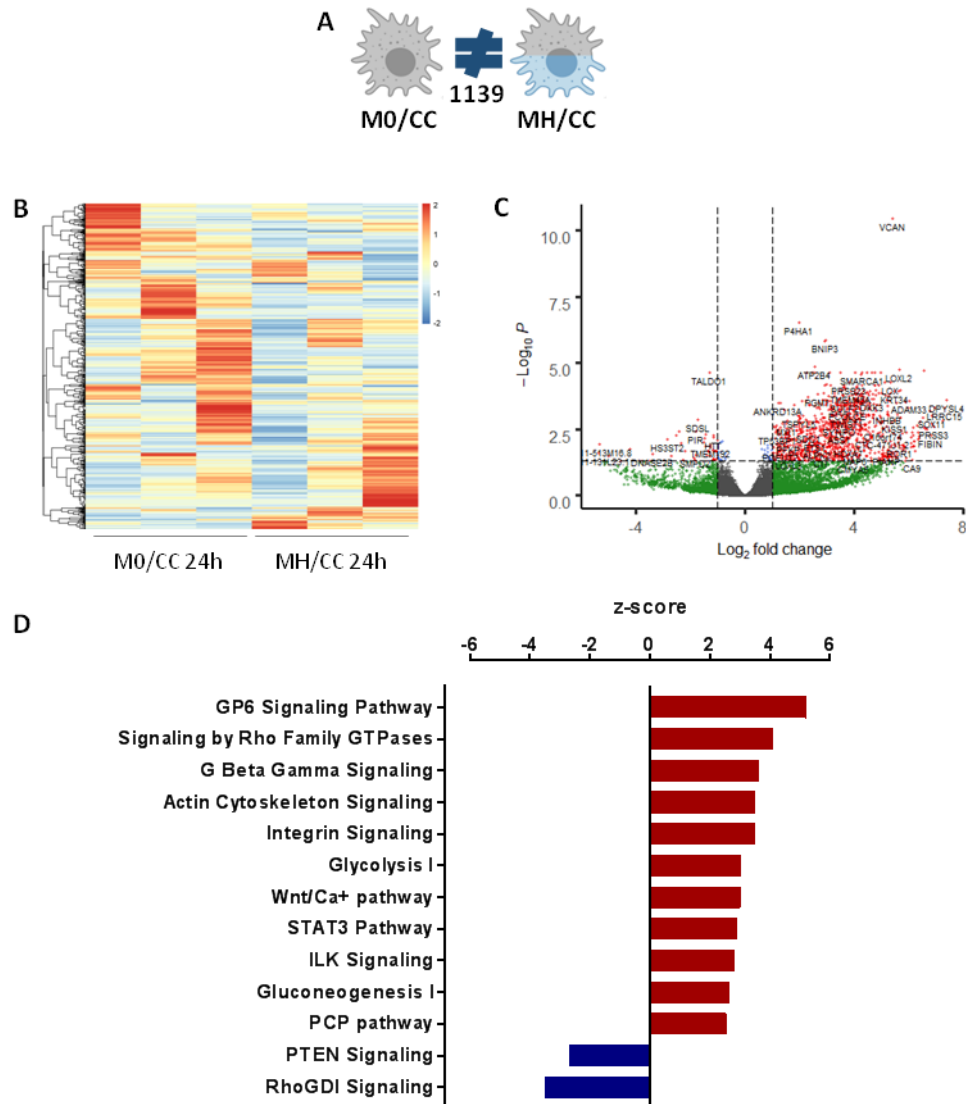 A
1139
M0/CC
MH/CC
B
2
1
0
-1
-2
M0/CC 24h
MH/CC 24h
C
−Log10 P
10.0
7.5
5.0
2.5
0.0
VCAN
P4HA1
BNIP3
ATP2B4
TALDO1
SMARCA1
LOXL2
LOX
KRT34
ANKRD13A
ADAM33
DPYSL4
LRRC15
SOX11
KISS1
PRSS3
FIBIN
SDSL
PIR
HS3ST2
TMEM192
DNASE2B
CA9
-4
0
4
8
Log2 fold change
D
z-score
-6
-4
-2
0
2
4
6
GP6 Signaling Pathway
Signaling by Rho Family GTPases
G Beta Gamma Signaling
Actin Cytoskeleton Signaling
Integrin Signaling
Glycolysis I
Wnt/Ca+ pathway
STAT3 Pathway
ILK Signaling
Gluconeogenesis I
PCP pathway
PTEN Signaling
RhoGDI Signaling